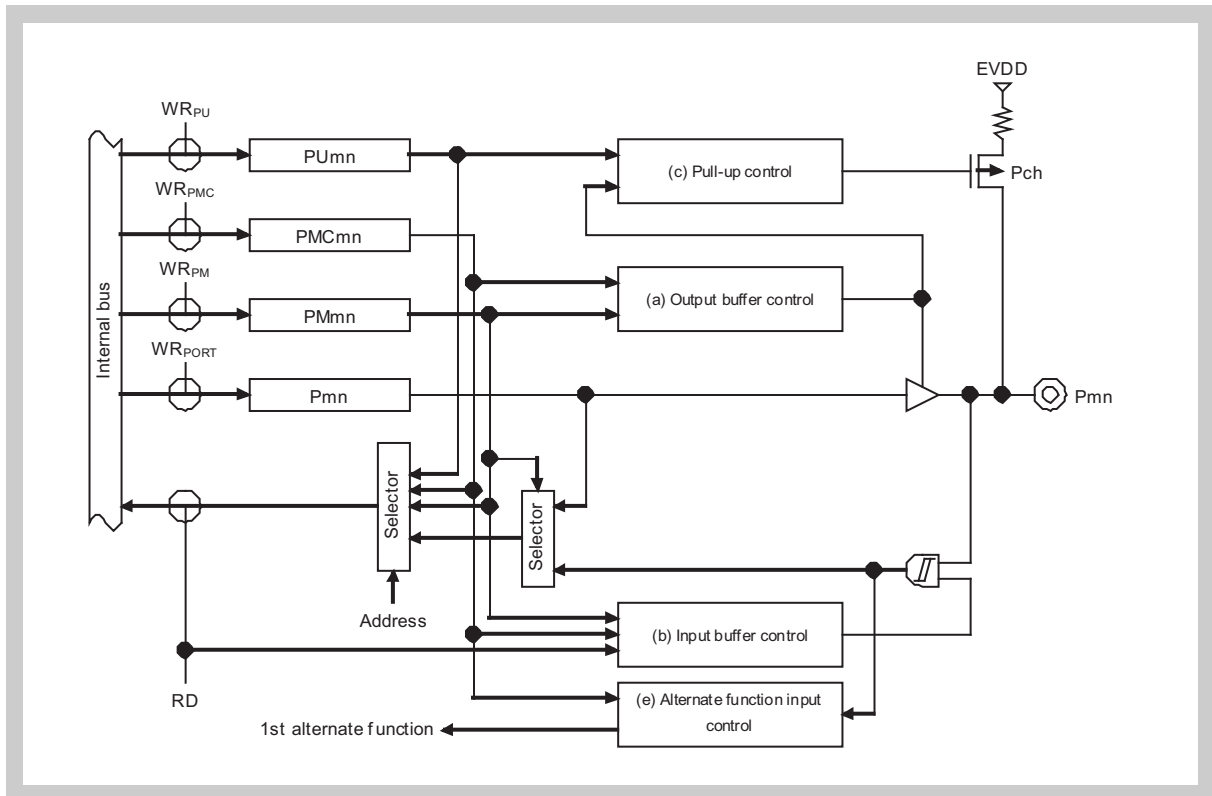 EVDD
WRPU
PUmn
(c) Pull-up control
Pch
WRPMC
PMCmn
WRPM
PMmn
(a) Output buffer control
Internal bus
WRPORT
Pmn
Pmn
Selector
Selector
Address
(b) Input buffer control
RD
(e) Alternate function input
control
1st alternate function